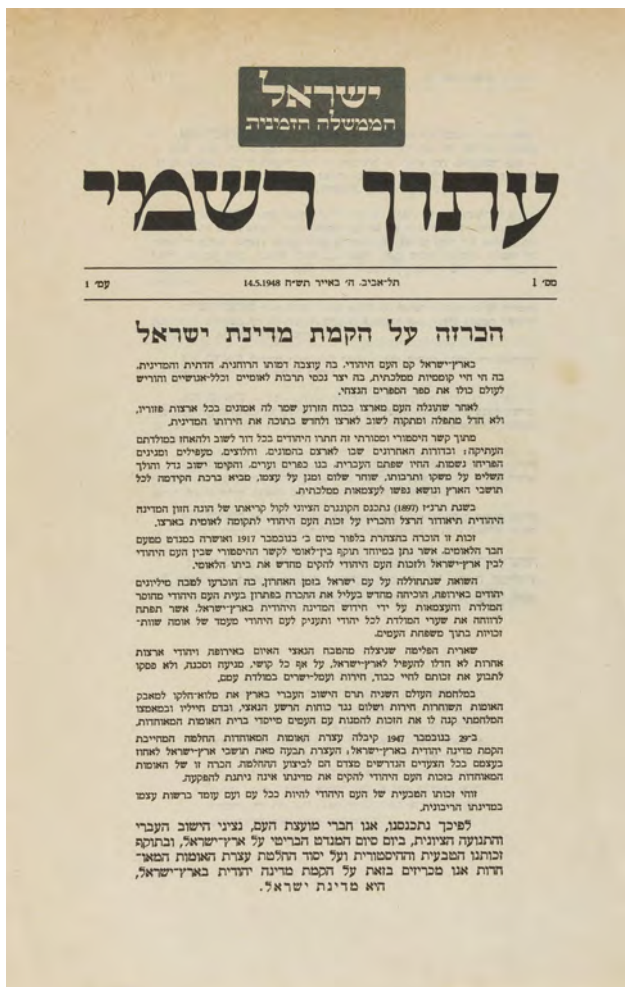 ישראל
הממשלה הזמנית
עתון רשמי
מס׳ 1 תל־אביב, ה׳ באייר תש״ח 14.5.1948 עמ׳ 1
הכרזה על הקמת מדינת ישראל
בארץ־ישראל קם העם היהודי, בה עוצבה דמותו הרוחנית, הדתית והמדינית,
בה חי חיי קוממיות ממלכתית, בה יצר נכסי תרבות לאומיים וכלל־אנושיים והוריש
לעולם כולו את ספר הספרים הנצחי.
לאחר שהוגלה העם מארצו בכוח הזרוע שמר לה אמונים בכל ארצות פזוריו,
ולא חדל מתפלה ומתקוה לשוב לארצו ולחדש בתוכה את חירותו המדינית.
מתוך קשר היסטורי ומסורתי זה חתרו היהודים בכל דור לשוב ולהאחז במולדתם
העתיקה; ובדורות האחרונים שבו לארצם בהמונים, וחלוצים, מעפילים ומגינים
הפריחו נשמות, החיו שפתם העברית, בנו כפרים וערים, והקימו ישוב גדל והולך
השליט על משקו ותרבותו, שוחר שלום ומגן על עצמו, מביא ברכת הקידמה לכל
תושבי הארץ ונושא נפשו לעצמאות ממלכתית.
בשנת תרנ״ז (1897) נתכנס הקונגרס הציוני לקול קריאתו של הוגה חזון המדינה
היהודית תיאודור הרצל והכריז על זכות העם היהודי לתקומה לאומית בארצו.
זכות זו הוכרה בהצהרת בלפור מיום ב׳ בנובמבר 1917 ואושרה במנדט מטעם
חבר הלאומים, אשר נתן במיוחד תוקף בין־לאומי לקשר ההיסטורי שבין העם היהודי
לבין ארץ־ישראל ולזכות העם היהודי להקים מחדש את ביתו הלאומי.
השואה שנתחוללה על עם ישראל בזמן האחרון, בה הוכרעו לטבח מיליונים
יהודים באירופה, הוכיחה מחדש בעליל את ההכרח בפתרון בעית העם היהודי מחוסר
המולדת והעצמאות על ידי חידוש המדינה היהודית בארץ־ישראל, אשר תפתח
לרווחה את שערי המולדת לכל יהודי ותעניק לעם היהודי מעמד של אומה שוות־
זכויות בתוך משפחת העמים.
שארית הפליטה שניצלה מהטבח הנאצי האיום באירופה ויהודי ארצות
אחרות לא חדלו להעפיל לארץ־ישראל, על אף כל קושי, מניעה וסכנה, ולא פסקו
לתבוע את זכותם לחיי כבוד, חירות ועמל־ישרים במולדת עמם.
במלחמת העולם השניה תרם הישוב העברי בארץ את מלוא־חלקו למאבק
האומות השוחרות חירות ושלום נגד כוחות הרשע הנאצי, ובדם חייליו ובמאמצו
המלחמתי קנה לו את הזכות להמנות עם העמים מייסדי ברית האומות המאוחדות.
ב־29 בנובמבר 1947 קיבלה עצרת האומות המאוחדות החלטה המחייבת
הקמת מדינה יהודית בארץ־ישראל; העצרת תבעה מאת תושבי ארץ־ישראל לאחוז
בעצמם בכל הצעדים הנדרשים מצדם הם לביצוע ההחלטה. הכרה זו של האומות
המאוחדות בזכות העם היהודי להקים את מדינתו אינה ניתנת להפקעה.
זוהי זכותו הטבעית של העם היהודי להיות ככל עם ועם עומד ברשות עצמו
במדינתו הריבונית.
לפיכך נתכנסנו, אנו חברי מועצת העם, נציגי הישוב העברי
והתנועה הציונית, ביום סיום המנדט הבריטי על ארץ־ישראל, ובתוקף
זכותנו הטבעית וההיסטורית ועל יסוד החלטת עצרת האומות המאו־
חדות אנו מכריזים בזאת על הקמת מדינה יהודית בארץ־ישראל,
היא מדינת ישראל.